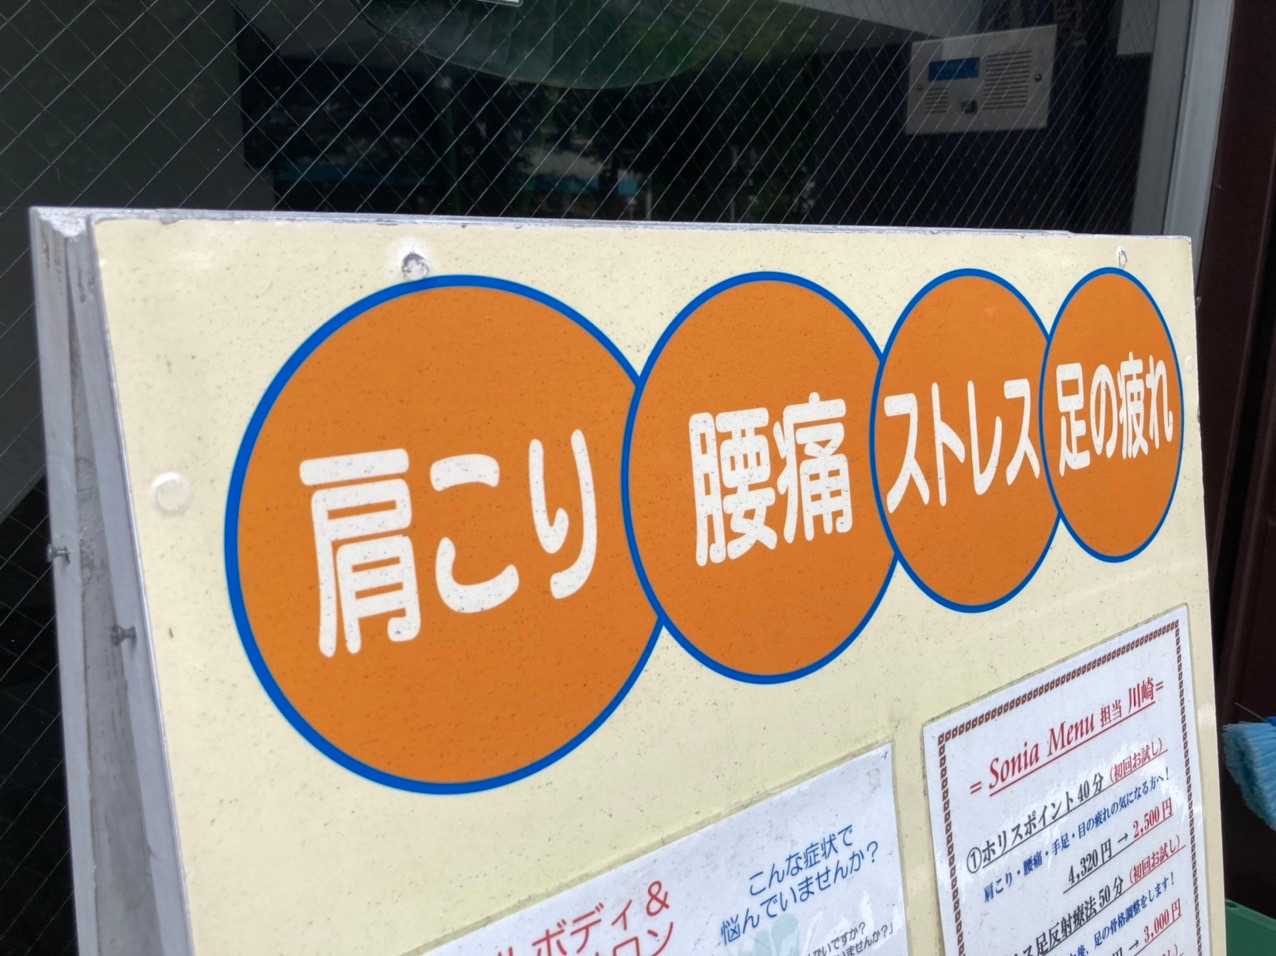 肩こり
腰痛
ストレス
足の疲れ
ボディ&
ロン
こんな症状で
悩んでいませんか?
= Sonia Menu 担当 川崎=
①ホリスポイント40分(初回お試し)
肩こり・腰痛・手足・目の疲れの気になる方へ!
4,320円→2,500円
足反射療法50分(初回お試し)
足の骨格調整をします!
円→3,000円